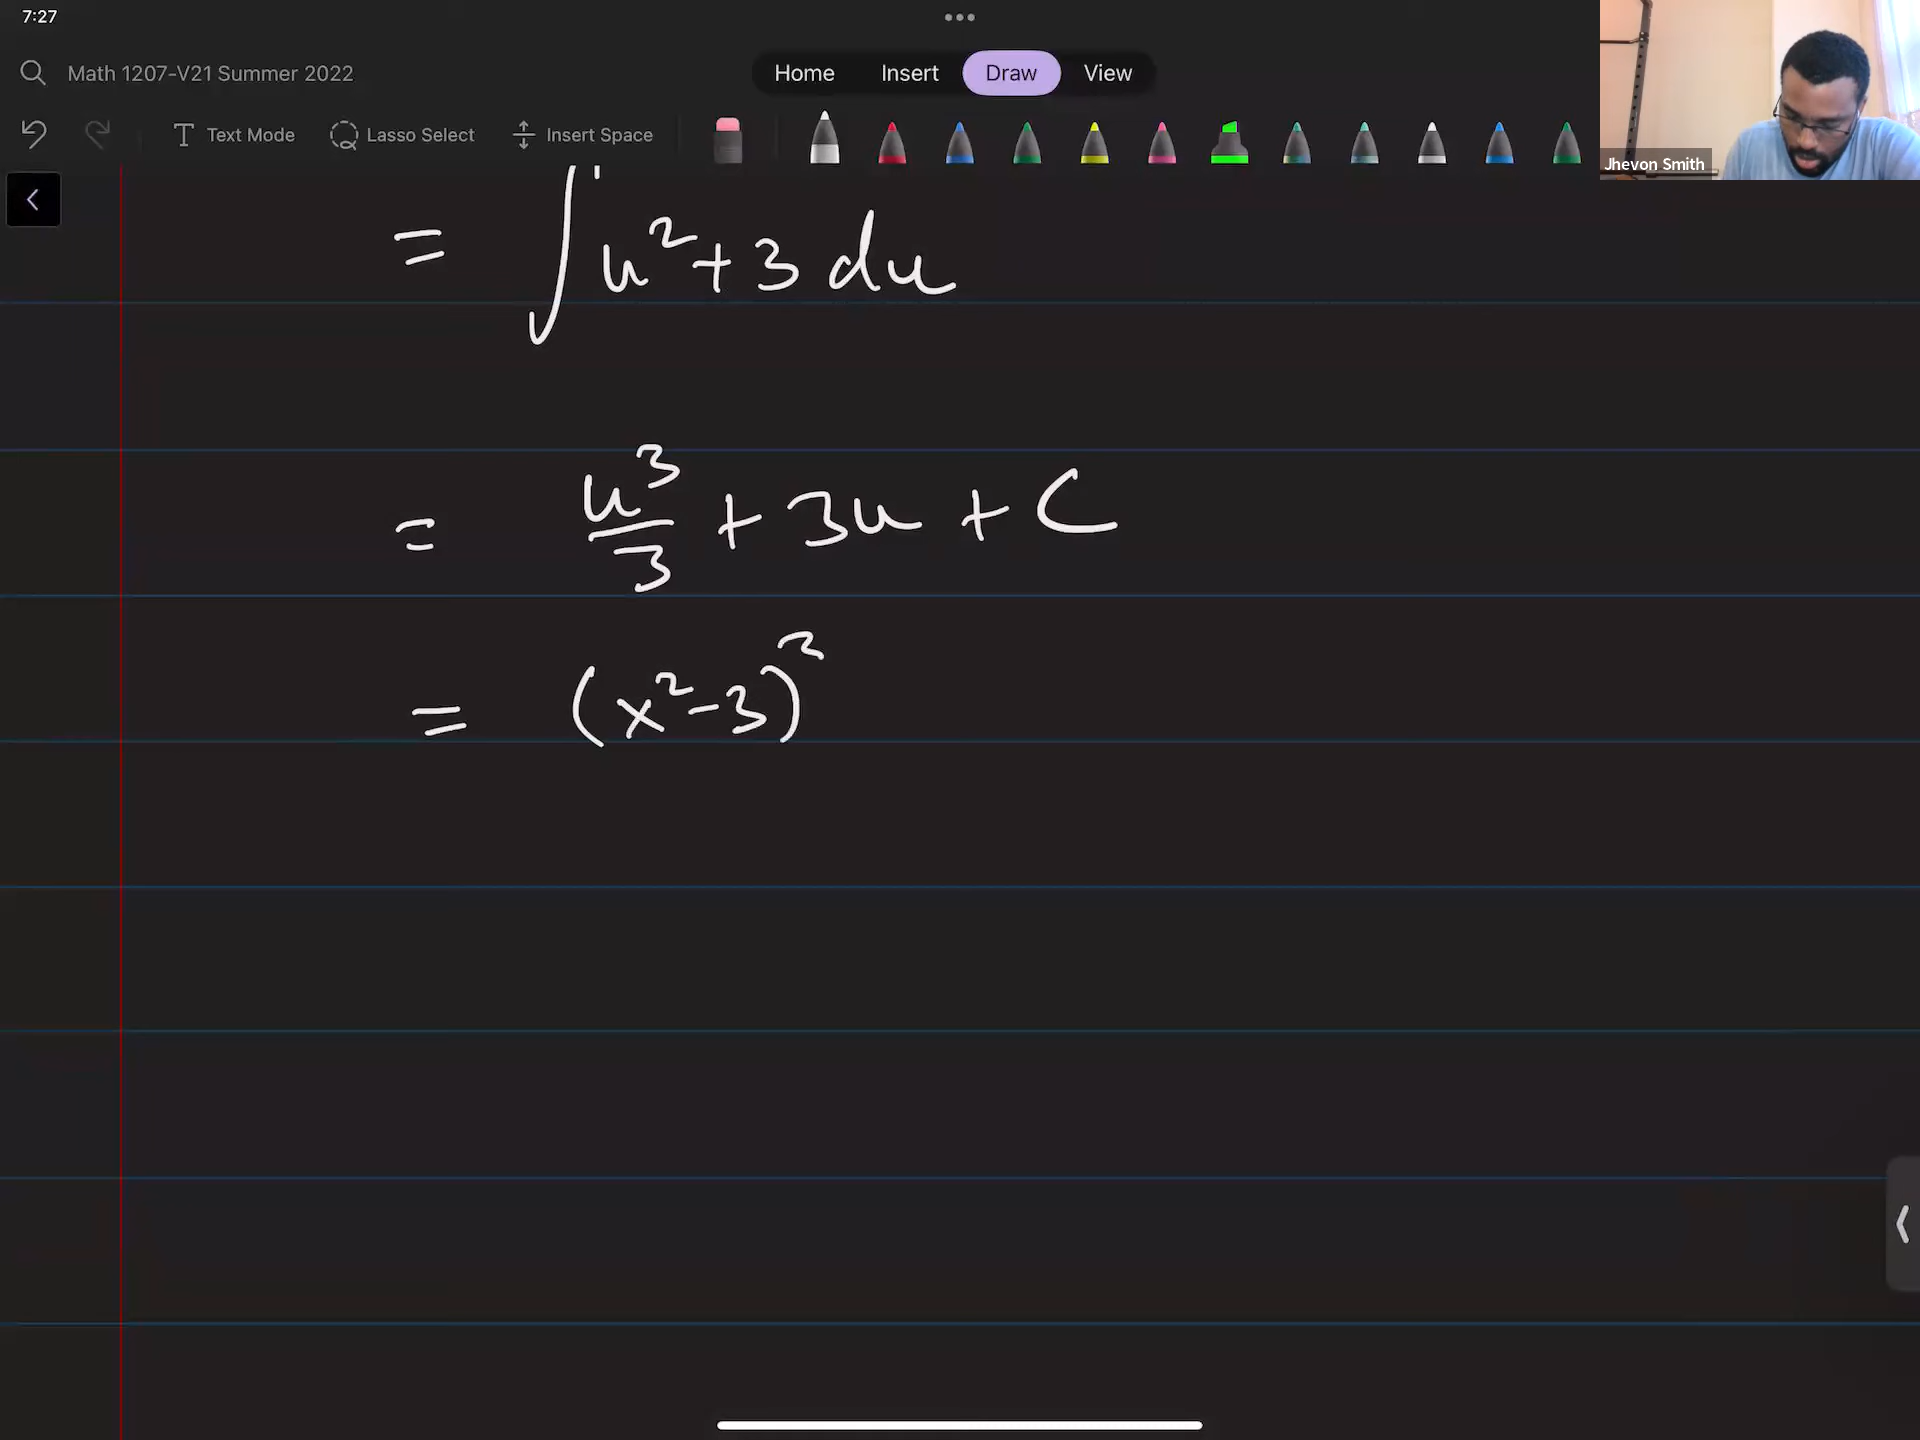 7:27
Math 1207-V21 Summer 2022
Home Insert Draw View
Text Mode Lasso Select Insert Space
Jhevon Smith
= ∫ u² + 3 du
= u³/3 + 3u + C
= (x² - 3)